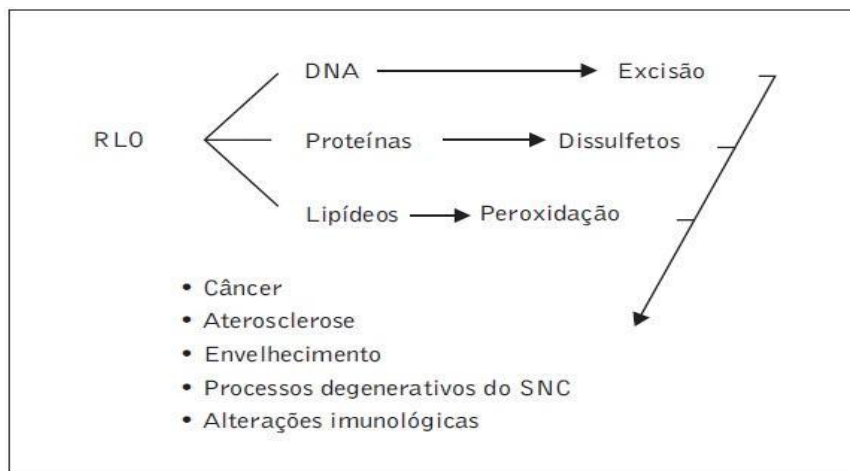 DNA Excisão
RLO Proteínas Dissulfetos
Lipídeos Peroxidação
• Câncer
• Aterosclerose
• Envelhecimento
• Processos degenerativos do SNC
• Alterações imunológicas